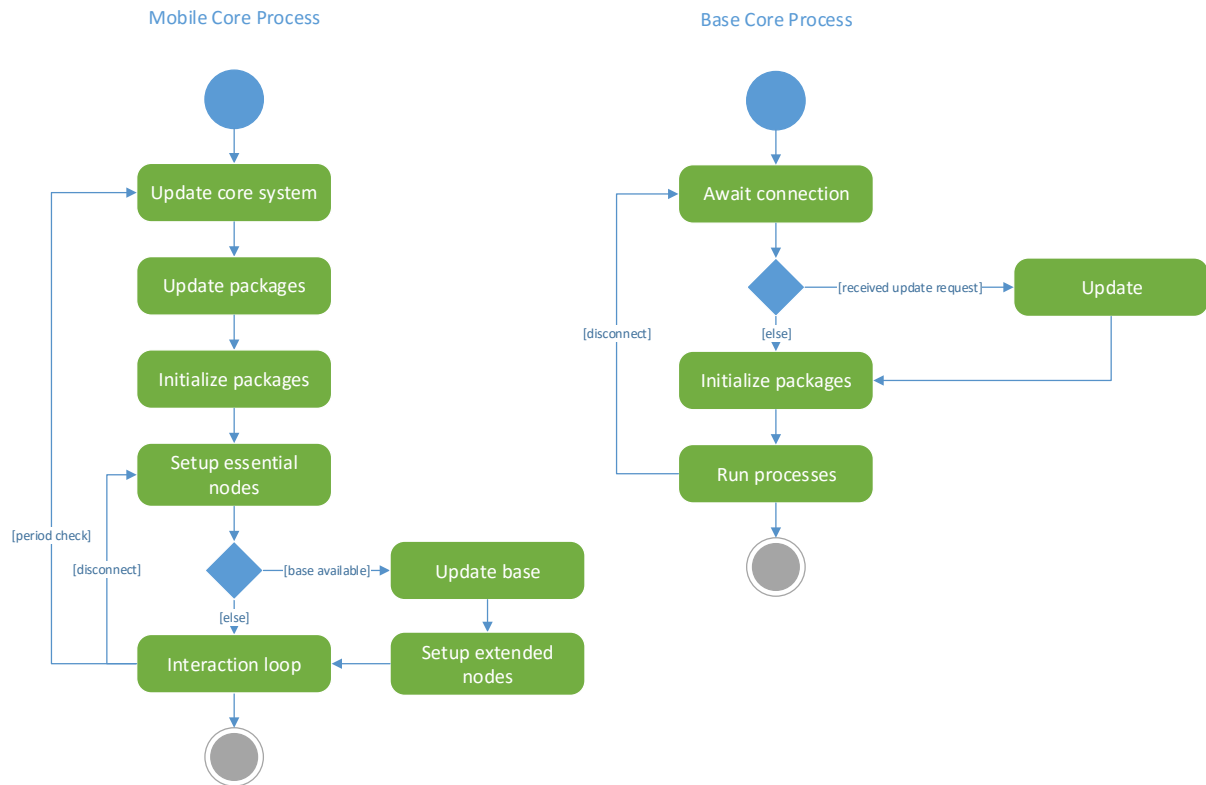 Mobile Core Process
Update core system
Update packages
Initialize packages
Setup essential
nodes
[period check]
[disconnect]
[base available]
Update base
[else]
Interaction loop
Setup extended
nodes
Base Core Process
Await connection
[received update request]
Update
[disconnect]
[else]
Initialize packages
Run processes